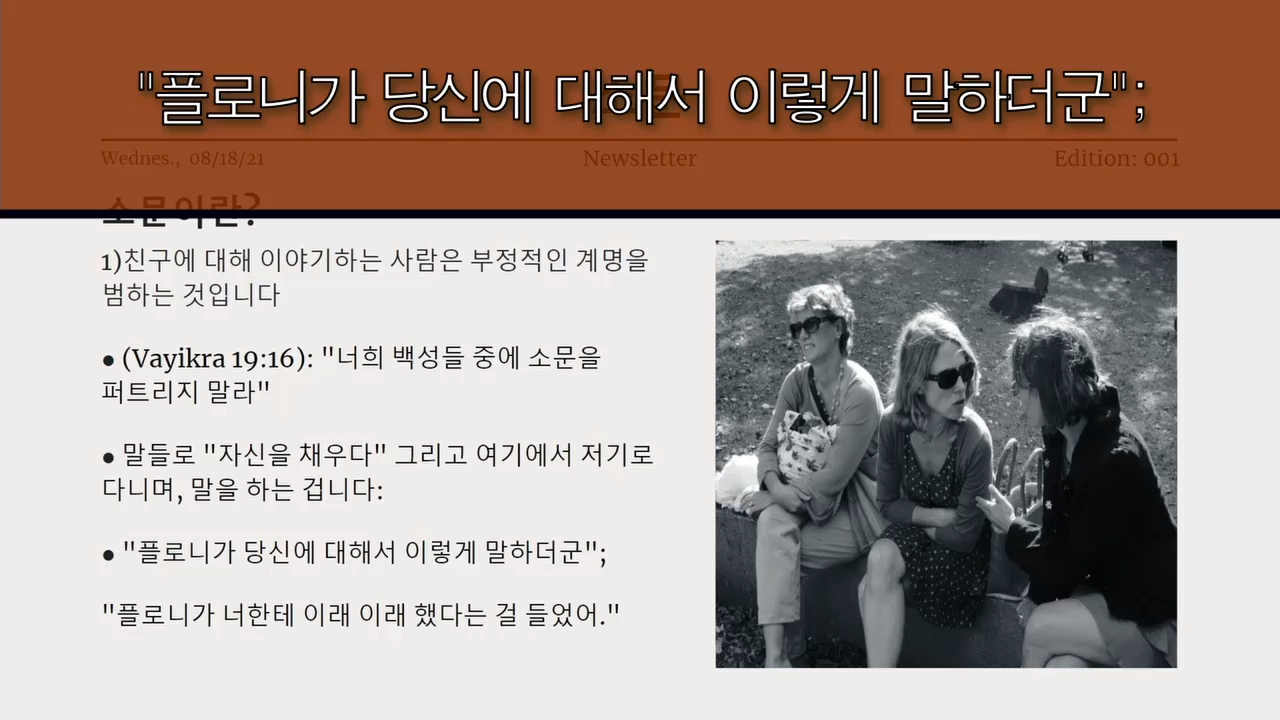 "플로니가 당신에 대해서 이렇게 말하더군";
Wednes., 08/18/21
Newsletter
Edition: 001
소문이란?
1)친구에 대해 이야기하는 사람은 부정적인 계명을
범하는 것입니다
● (Vayikra 19:16): "너희 백성들 중에 소문을
퍼트리지 말라"
● 말들로 "자신을 채우다" 그리고 여기에서 저기로
다니며, 말을 하는 겁니다:
● "플로니가 당신에 대해서 이렇게 말하더군";
"플로니가 너한테 이래 이래 했다는 걸 들었어."